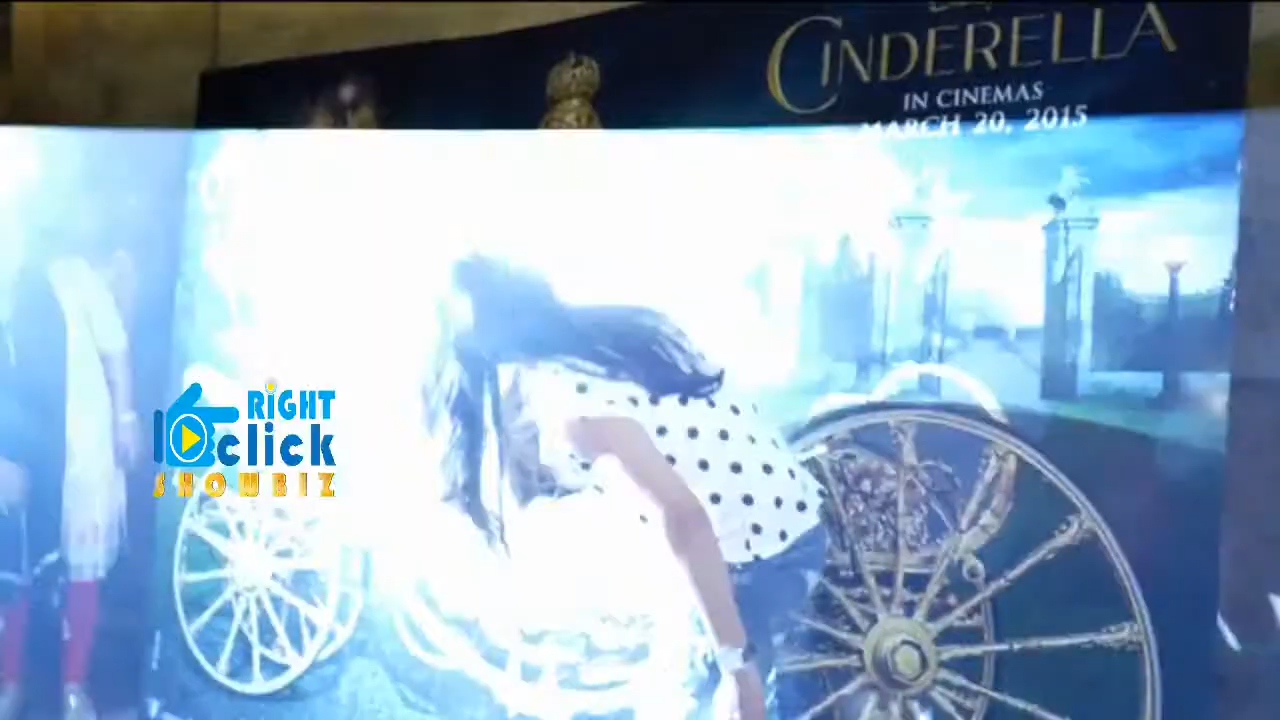 CINDERELLA
IN CINEMAS
MARCH 20, 2015
RiGHT
click
SHOWBIZ